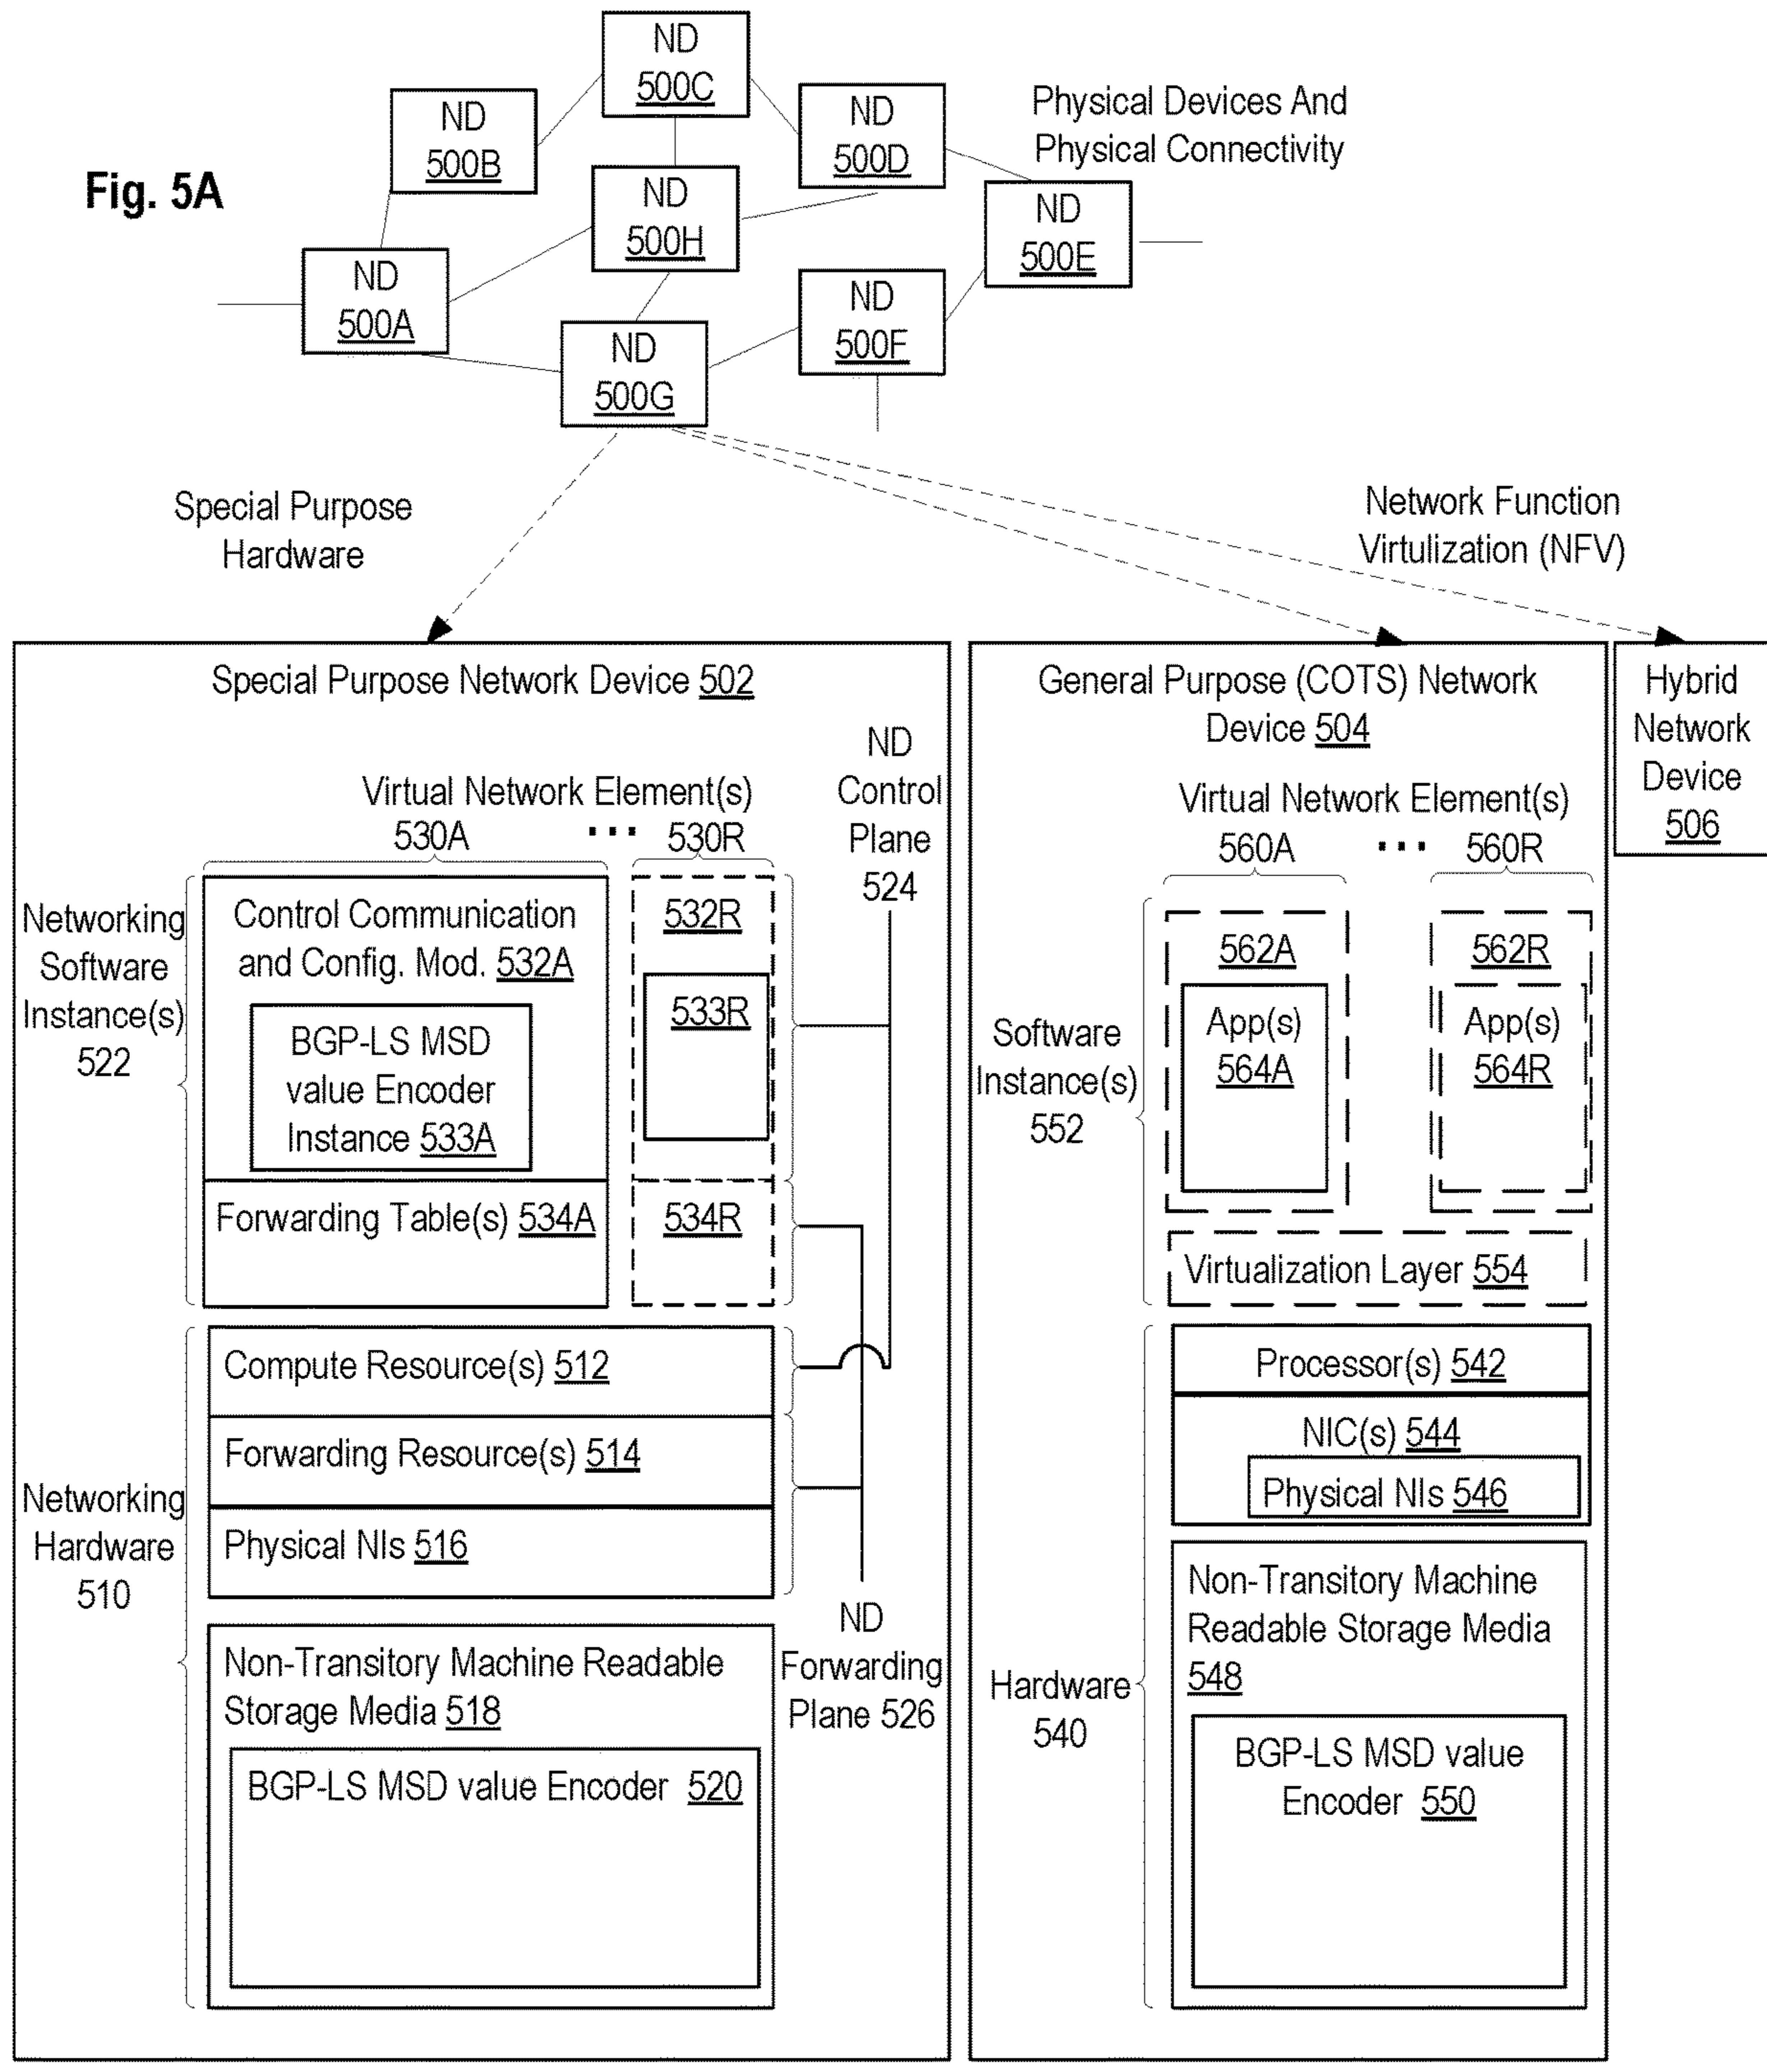 Fig. 5A
ND
500C
ND
500B
ND
500D
Physical Devices And
Physical Connectivity
ND
500H
ND
500E
ND
500A
ND
500F
ND
500G
Special Purpose
Hardware
Network Function
Virtulization (NFV)
Special Purpose Network Device 502
ND
Control
Plane
524
Virtual Network Element(s)
530A ... 530R
Networking
Software
Instance(s)
522
Control Communication
and Config. Mod. 532A
BGP-LS MSD
value Encoder
Instance 533A
532R
533R
Forwarding Table(s) 534A
534R
Networking
Hardware
510
Compute Resource(s) 512
Forwarding Resource(s) 514
Physical NIs 516
ND
Forwarding
Plane 526
Non-Transitory Machine Readable
Storage Media 518
BGP-LS MSD value Encoder 520
General Purpose (COTS) Network
Device 504
Virtual Network Element(s)
560A ... 560R
Software
Instance(s)
552
562A
App(s)
564A
562R
App(s)
564R
Virtualization Layer 554
Hardware
540
Processor(s) 542
NIC(s) 544
Physical NIs 546
Non-Transitory Machine
Readable Storage Media
548
BGP-LS MSD value
Encoder 550
Hybrid
Network
Device
506